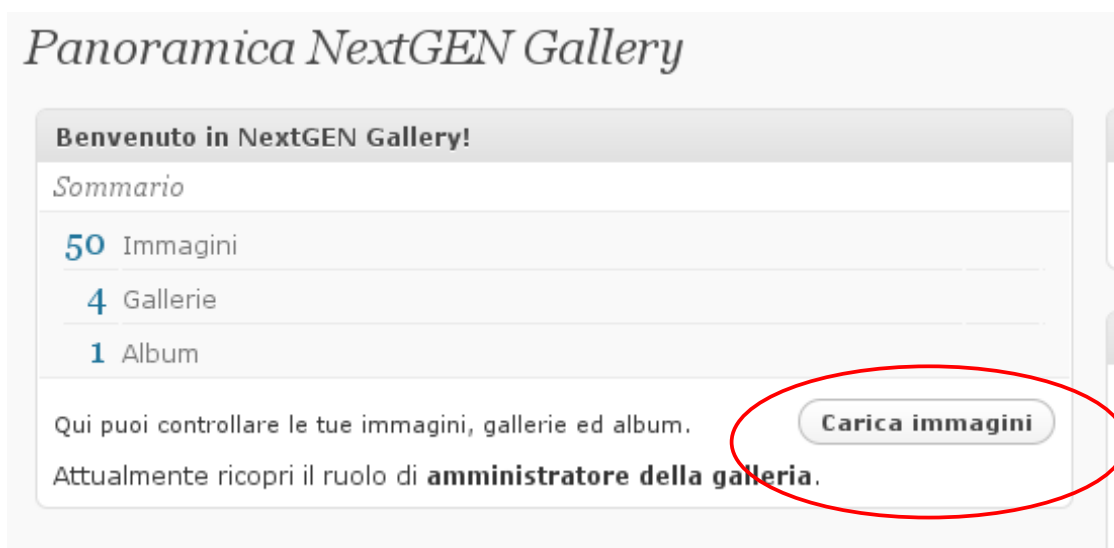 Panoramica NextGEN Gallery
Benvenuto in NextGEN Gallery!
Sommario
50 Immagini
4 Gallerie
1 Album
Qui puoi controllare le tue immagini, gallerie ed album. Carica immagini
Attualmente ricopri il ruolo di amministratore della galleria.